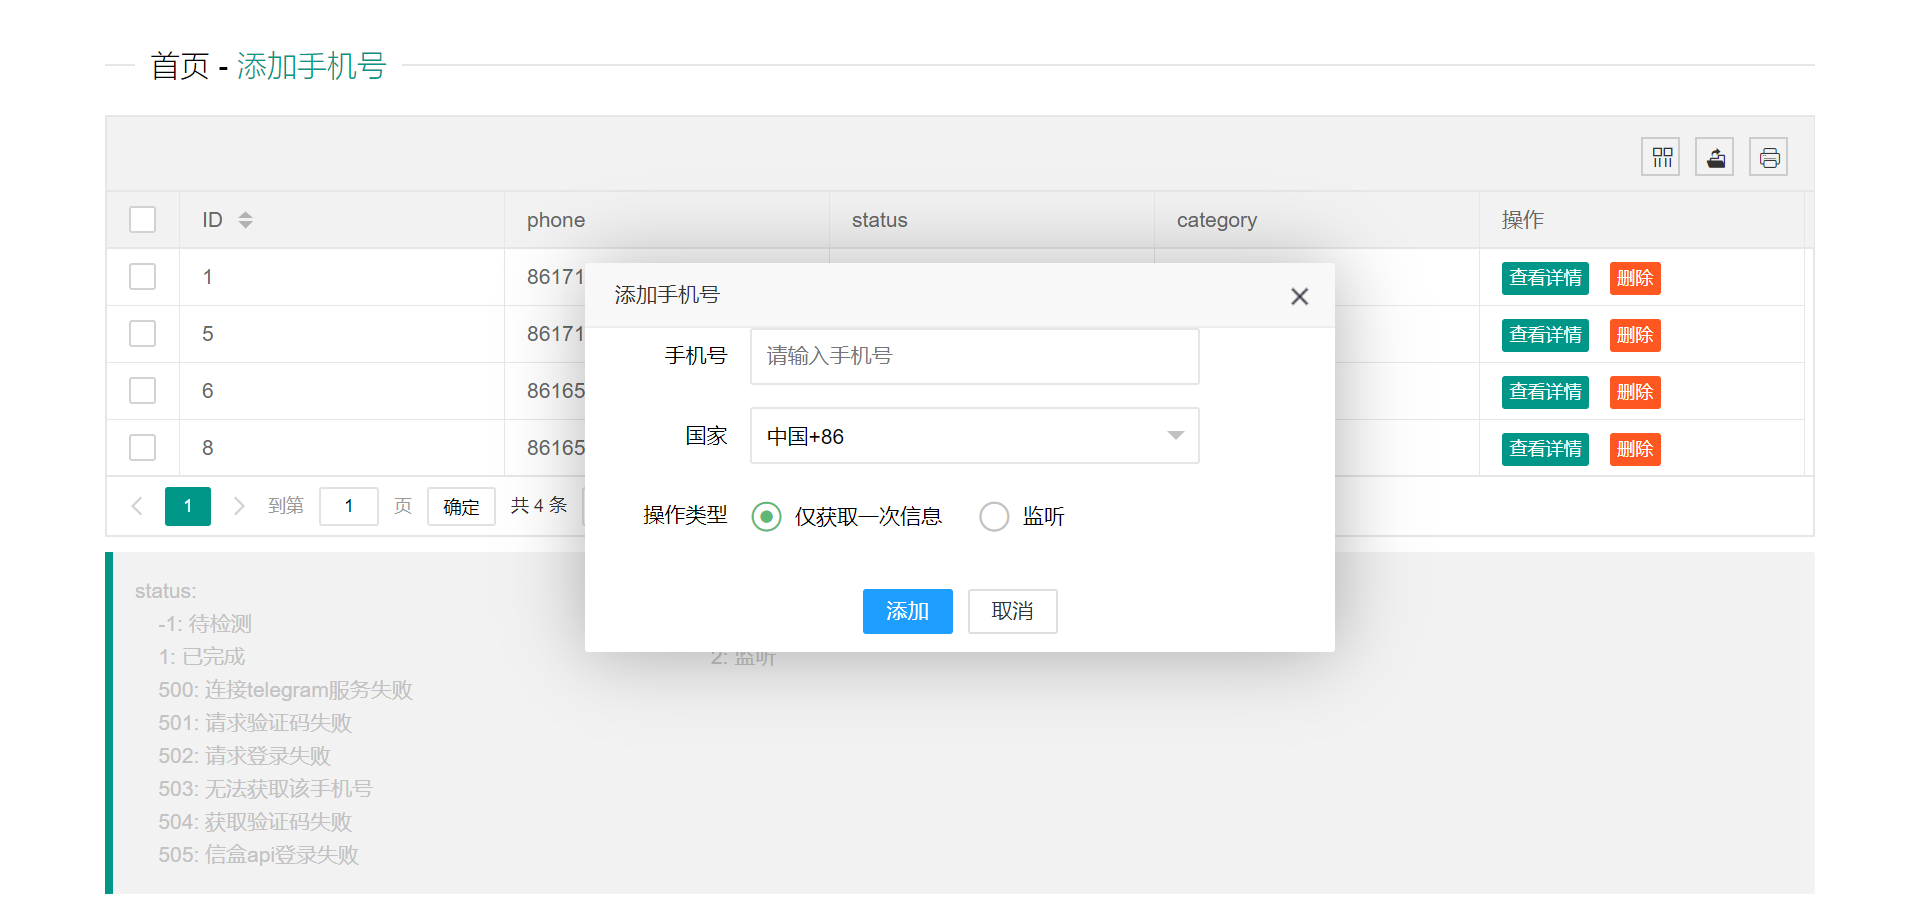 首页 - 添加手机号
ID phone status category 操作
1 86171 查看详情 删除
5 86171 查看详情 删除
6 86165 查看详情 删除
8 86165 查看详情 删除
1 到第 1 页 确定 共 4 条
添加手机号
手机号 请输入手机号
国家 中国+86
操作类型 仅获取一次信息 监听
添加 取消
status:
-1: 待检测
1: 已完成 2: 监听
500: 连接telegram服务失败
501: 请求验证码失败
502: 请求登录失败
503: 无法获取该手机号
504: 获取验证码失败
505: 信盒api登录失败